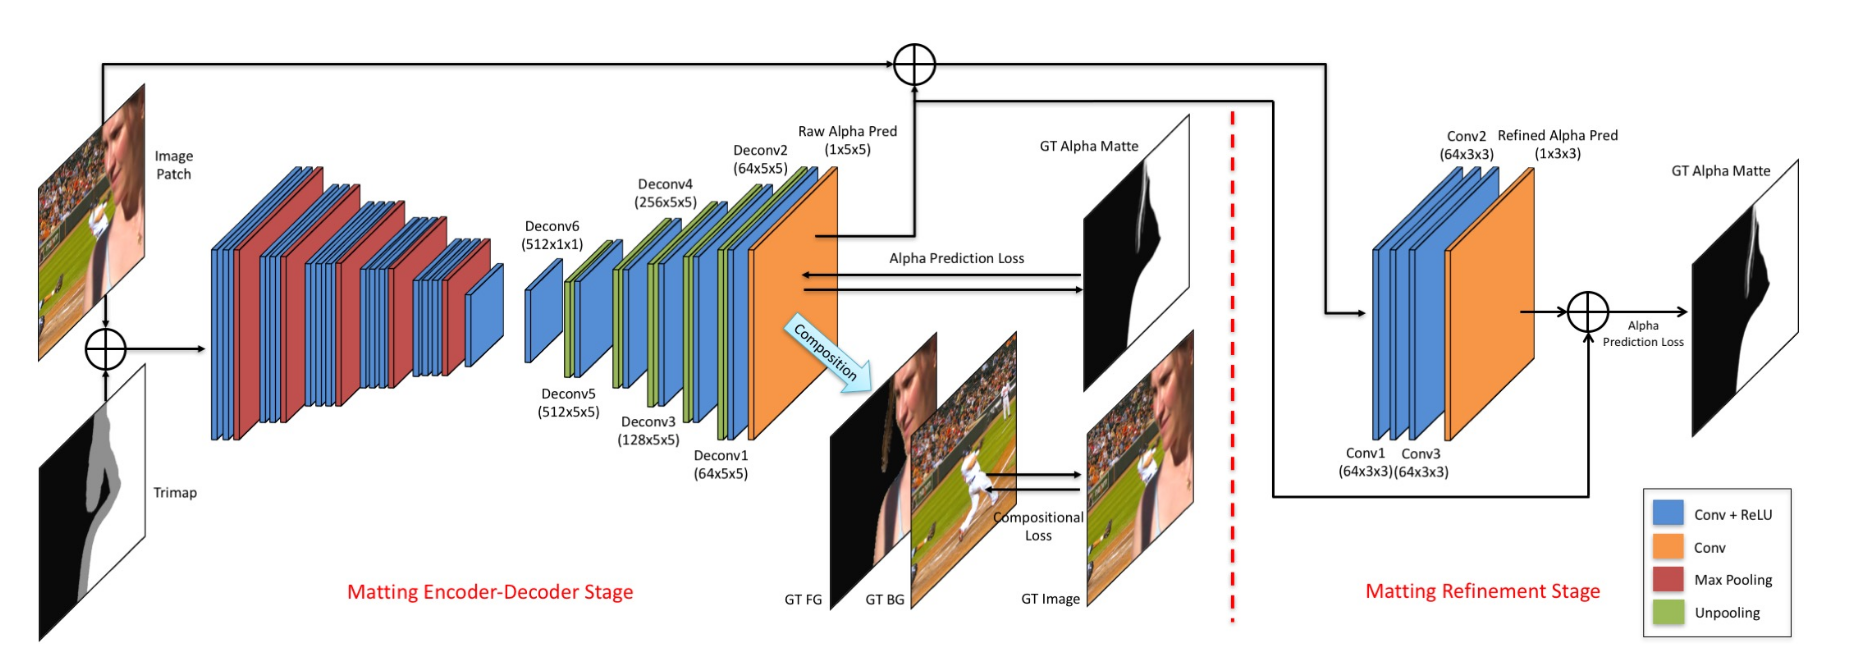 Image
Patch
Trimap
Deconv6
(512x1x1)
Deconv5
(512x5x5)
Deconv4
(256x5x5)
Deconv3
(128x5x5)
Deconv2
(64x5x5)
Deconv1
(64x5x5)
Raw Alpha Pred
(1x5x5)
Alpha Prediction Loss
GT Alpha Matte
Composition
GT FG
GT BG
Compositional
Loss
GT Image
Matting Encoder-Decoder Stage
Conv1
(64x3x3)
Conv2
(64x3x3)
Conv3
(64x3x3)
Refined Alpha Pred
(1x3x3)
Alpha
Prediction Loss
GT Alpha Matte
Matting Refinement Stage
Conv + ReLU
Conv
Max Pooling
Unpooling